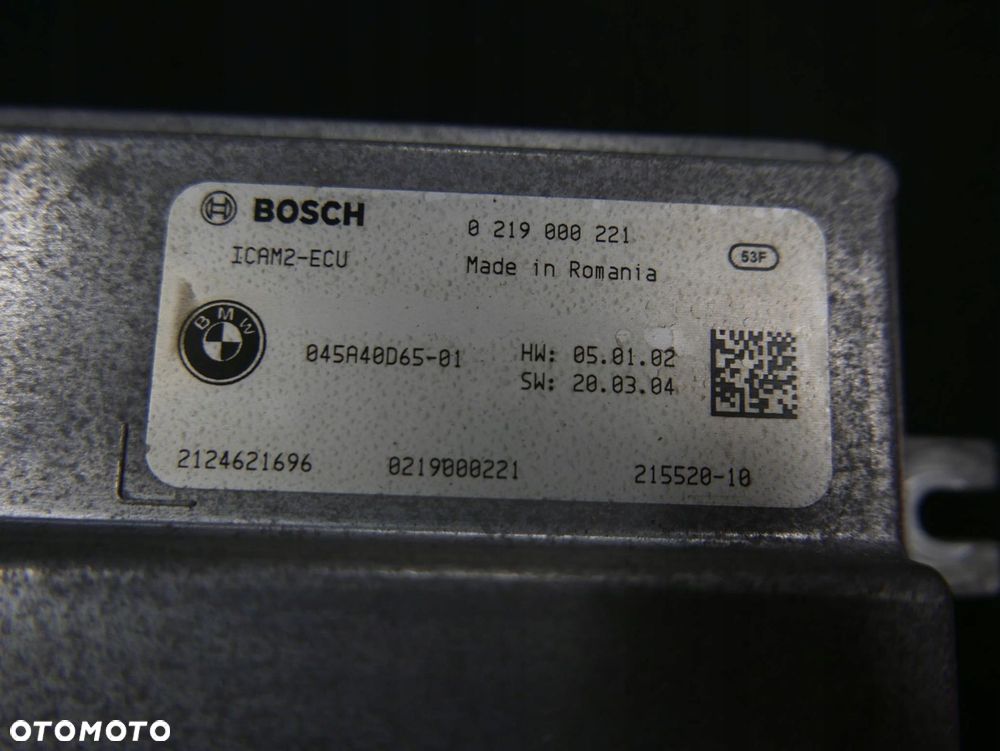 BOSCH
0 219 000 221
ICAM2-ECU
Made in Romania
53F
BMW
045A40D65-01
HW: 05.01.02
SW: 20.03.04
2124621696
0219000221
215520-10
OTOMOTO